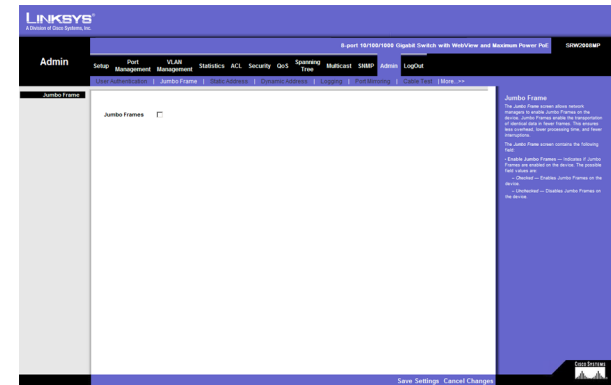 LINKSYS®
A Division of Cisco Systems, Inc.
8-port 10/100/1000 Gigabit Switch with WebView and Maximum Power PoE
SRW2008MP
Admin
Setup Port Management VLAN Management Statistics ACL Security QoS Spanning Tree Multicast SNMP Admin LogOut
User Authentication | Jumbo Frame | Static Address | Dynamic Address | Logging | Port Mirroring | Cable Test | More..>>
Jumbo Frame
Jumbo Frames
Jumbo Frame
The Jumbo Frame screen allows network
managers to enable Jumbo Frames on the
device. Jumbo Frames enable the transportation
of identical data in fewer frames. This ensures
less overhead, lower processing time, and fewer
interruptions.
The Jumbo Frame screen contains the following
field:
• Enable Jumbo Frames — Indicates if Jumbo
Frames are enabled on the device. The possible
field values are:
– Checked — Enables Jumbo Frames on the
device.
– Unchecked — Disables Jumbo Frames on
the device.
Save Settings Cancel Changes
CISCO SYSTEMS